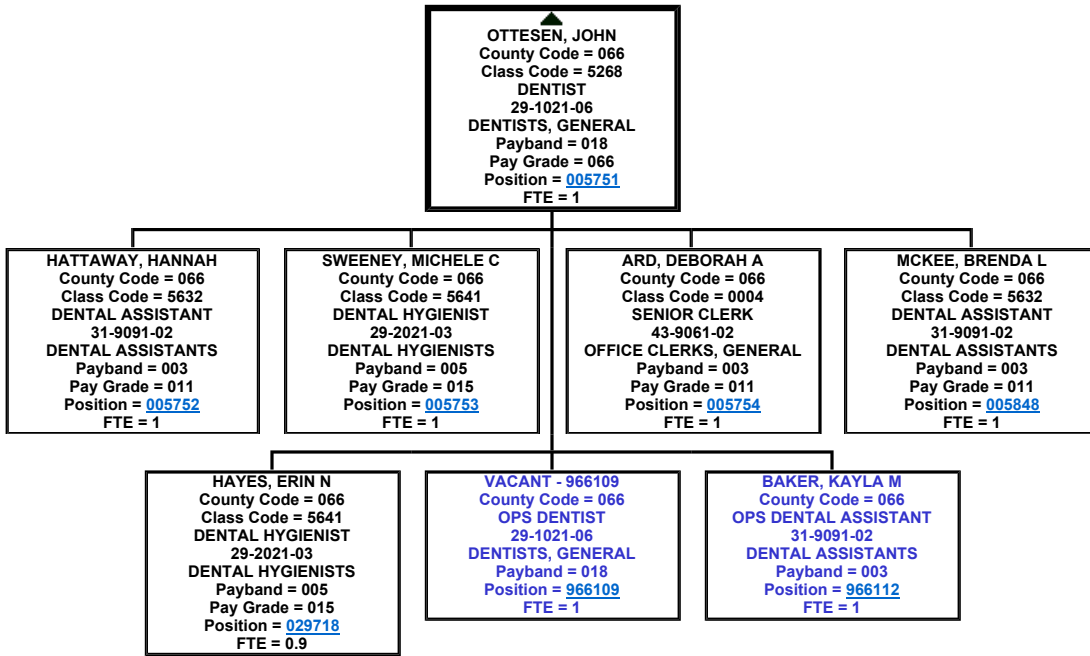 OTTESEN, JOHN
County Code = 066
Class Code = 5268
DENTIST
29-1021-06
DENTISTS, GENERAL
Payband = 018
Pay Grade = 066
Position = 005751
FTE = 1
HATTAWAY, HANNAH
County Code = 066
Class Code = 5632
DENTAL ASSISTANT
31-9091-02
DENTAL ASSISTANTS
Payband = 003
Pay Grade = 011
Position = 005752
FTE = 1
SWEENEY, MICHELE C
County Code = 066
Class Code = 5641
DENTAL HYGIENIST
29-2021-03
DENTAL HYGIENISTS
Payband = 005
Pay Grade = 015
Position = 005753
FTE = 1
ARD, DEBORAH A
County Code = 066
Class Code = 0004
SENIOR CLERK
43-9061-02
OFFICE CLERKS, GENERAL
Payband = 003
Pay Grade = 011
Position = 005754
FTE = 1
MCKEE, BRENDA L
County Code = 066
Class Code = 5632
DENTAL ASSISTANT
31-9091-02
DENTAL ASSISTANTS
Payband = 003
Pay Grade = 011
Position = 005848
FTE = 1
HAYES, ERIN N
County Code = 066
Class Code = 5641
DENTAL HYGIENIST
29-2021-03
DENTAL HYGIENISTS
Payband = 005
Pay Grade = 015
Position = 029718
FTE = 0.9
VACANT - 966109
County Code = 066
OPS DENTIST
29-1021-06
DENTISTS, GENERAL
Payband = 018
Position = 966109
FTE = 1
BAKER, KAYLA M
County Code = 066
OPS DENTAL ASSISTANT
31-9091-02
DENTAL ASSISTANTS
Payband = 003
Position = 966112
FTE = 1